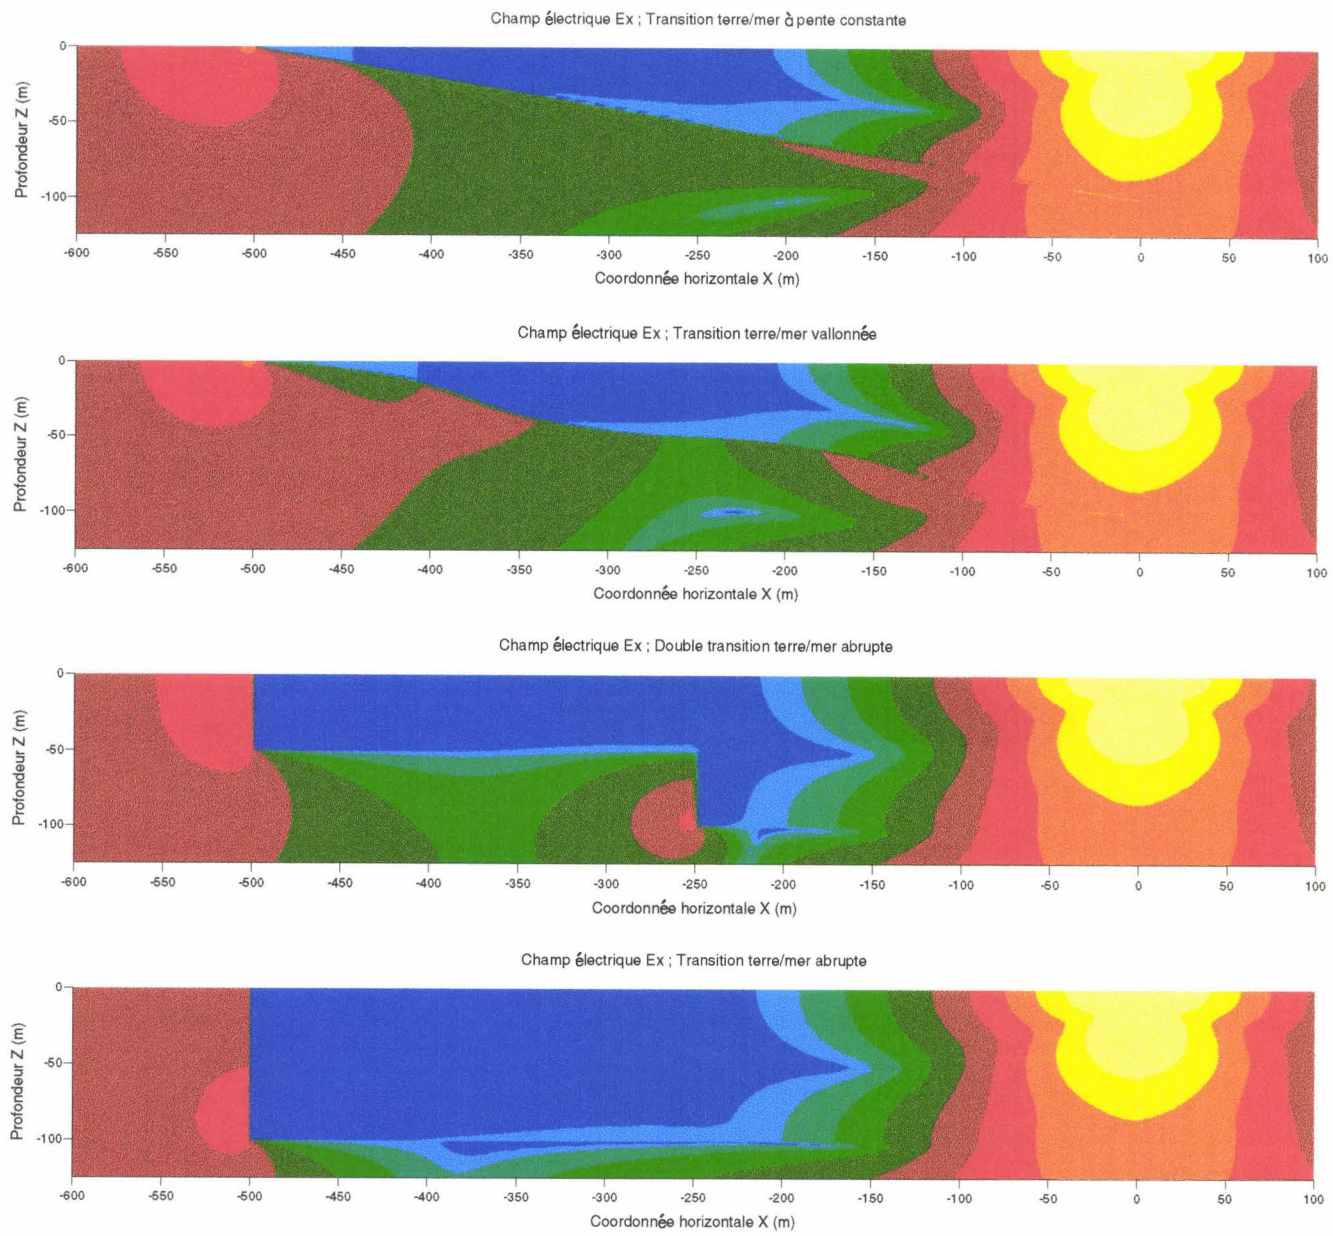 Champ électrique Ex ; Transition terre/mer à pente constante
Profondeur Z (m)
0
-50
-100
-600 -550 -500 -450 -400 -350 -300 -250 -200 -150 -100 -50 0 50 100
Coordonnée horizontale X (m)
Champ électrique Ex ; Transition terre/mer vallonnée
Profondeur Z (m)
0
-50
-100
-600 -550 -500 -450 -400 -350 -300 -250 -200 -150 -100 -50 0 50 100
Coordonnée horizontale X (m)
Champ électrique Ex ; Double transition terre/mer abrupte
Profondeur Z (m)
0
-50
-100
-600 -550 -500 -450 -400 -350 -300 -250 -200 -150 -100 -50 0 50 100
Coordonnée horizontale X (m)
Champ électrique Ex ; Transition terre/mer abrupte
Profondeur Z (m)
0
-50
-100
-600 -550 -500 -450 -400 -350 -300 -250 -200 -150 -100 -50 0 50 100
Coordonnée horizontale X (m)